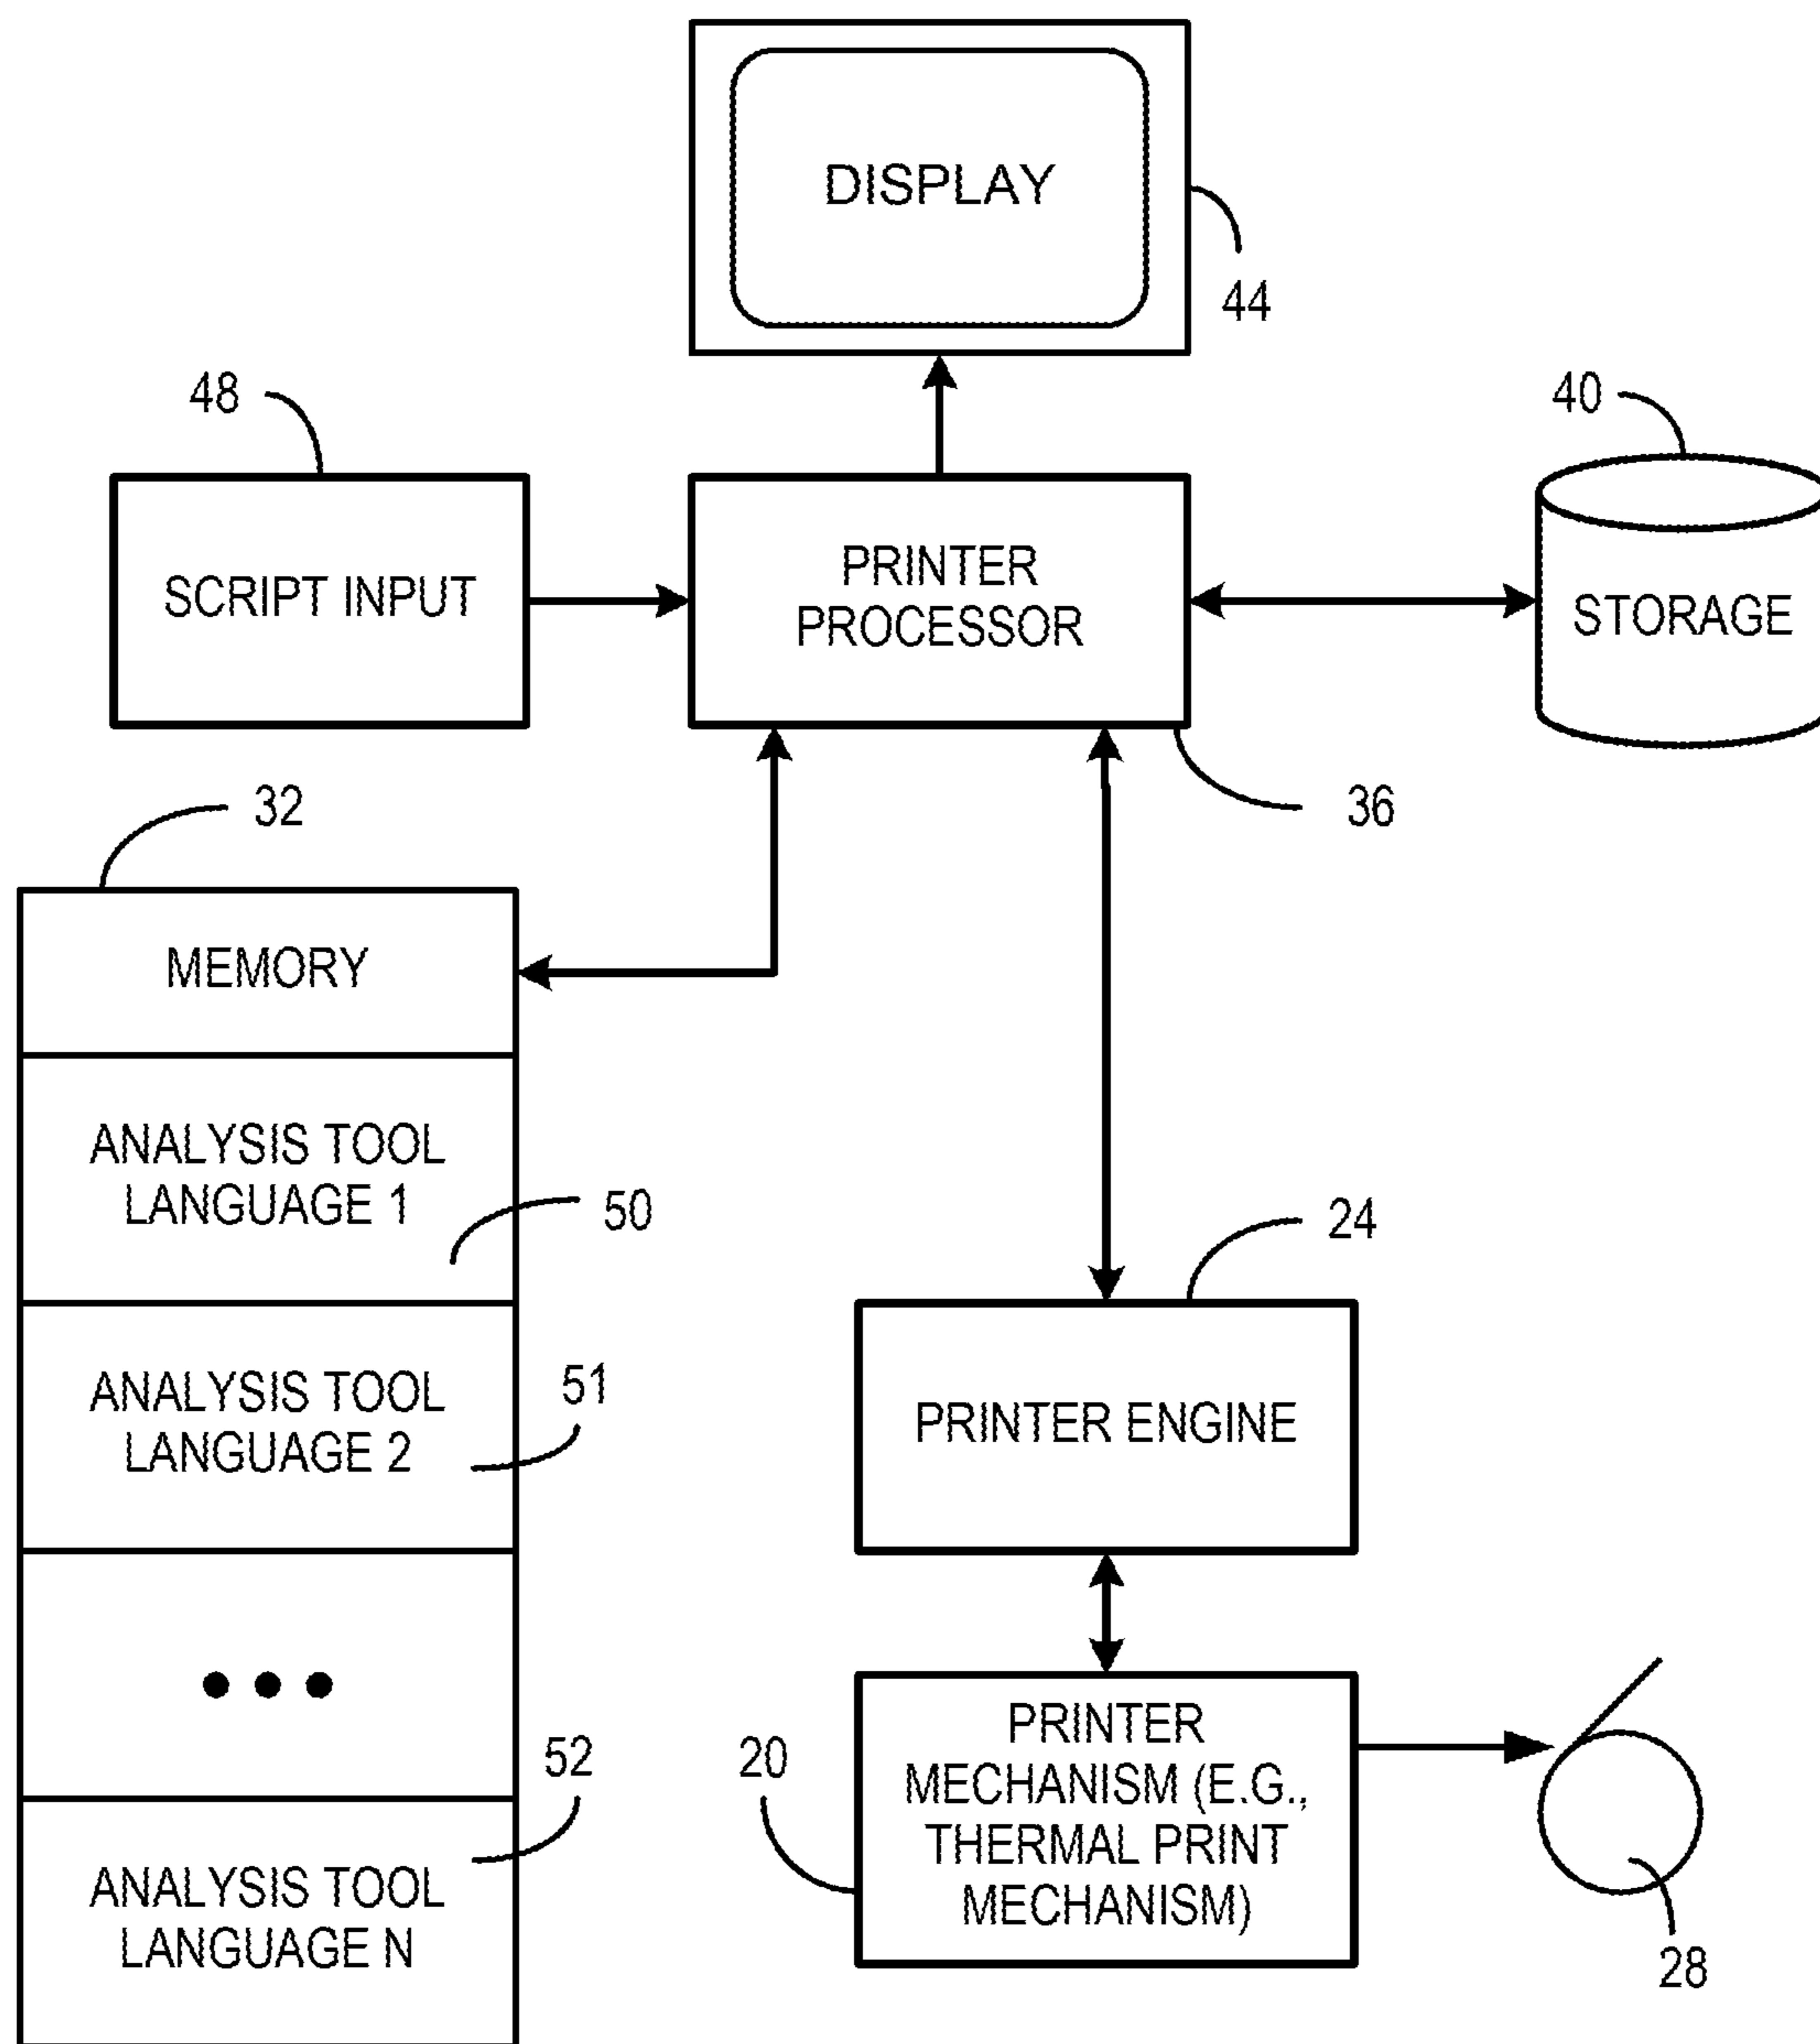 DISPLAY
44
48
40
SCRIPT INPUT
PRINTER
PROCESSOR
STORAGE
32
36
MEMORY
ANALYSIS TOOL
LANGUAGE 1
50
24
ANALYSIS TOOL
LANGUAGE 2
51
PRINTER ENGINE
•••
52
20
PRINTER
MECHANISM (E.G.,
THERMAL PRINT
MECHANISM)
ANALYSIS TOOL
LANGUAGE N
28